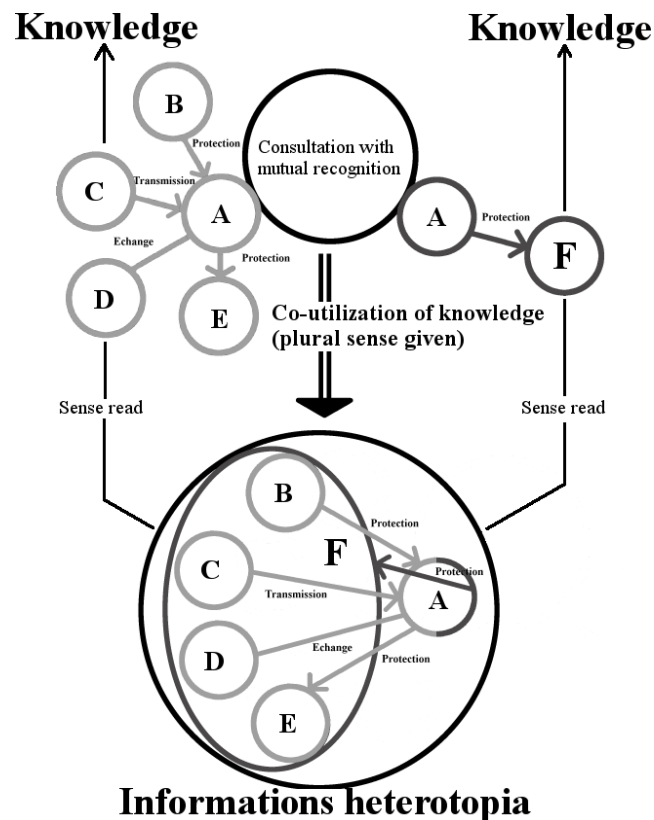 Knowledge
Knowledge
B
Protection
Consultation with
mutual recognition
C
Transmission
A
A
Protection
Echange
Protection
F
D
E
Co-utilization of knowledge
(plural sense given)
Sense read
Sense read
B
Protection
F
C
Protection
Transmission
A
D
Echange
Protection
E
Informations heterotopia